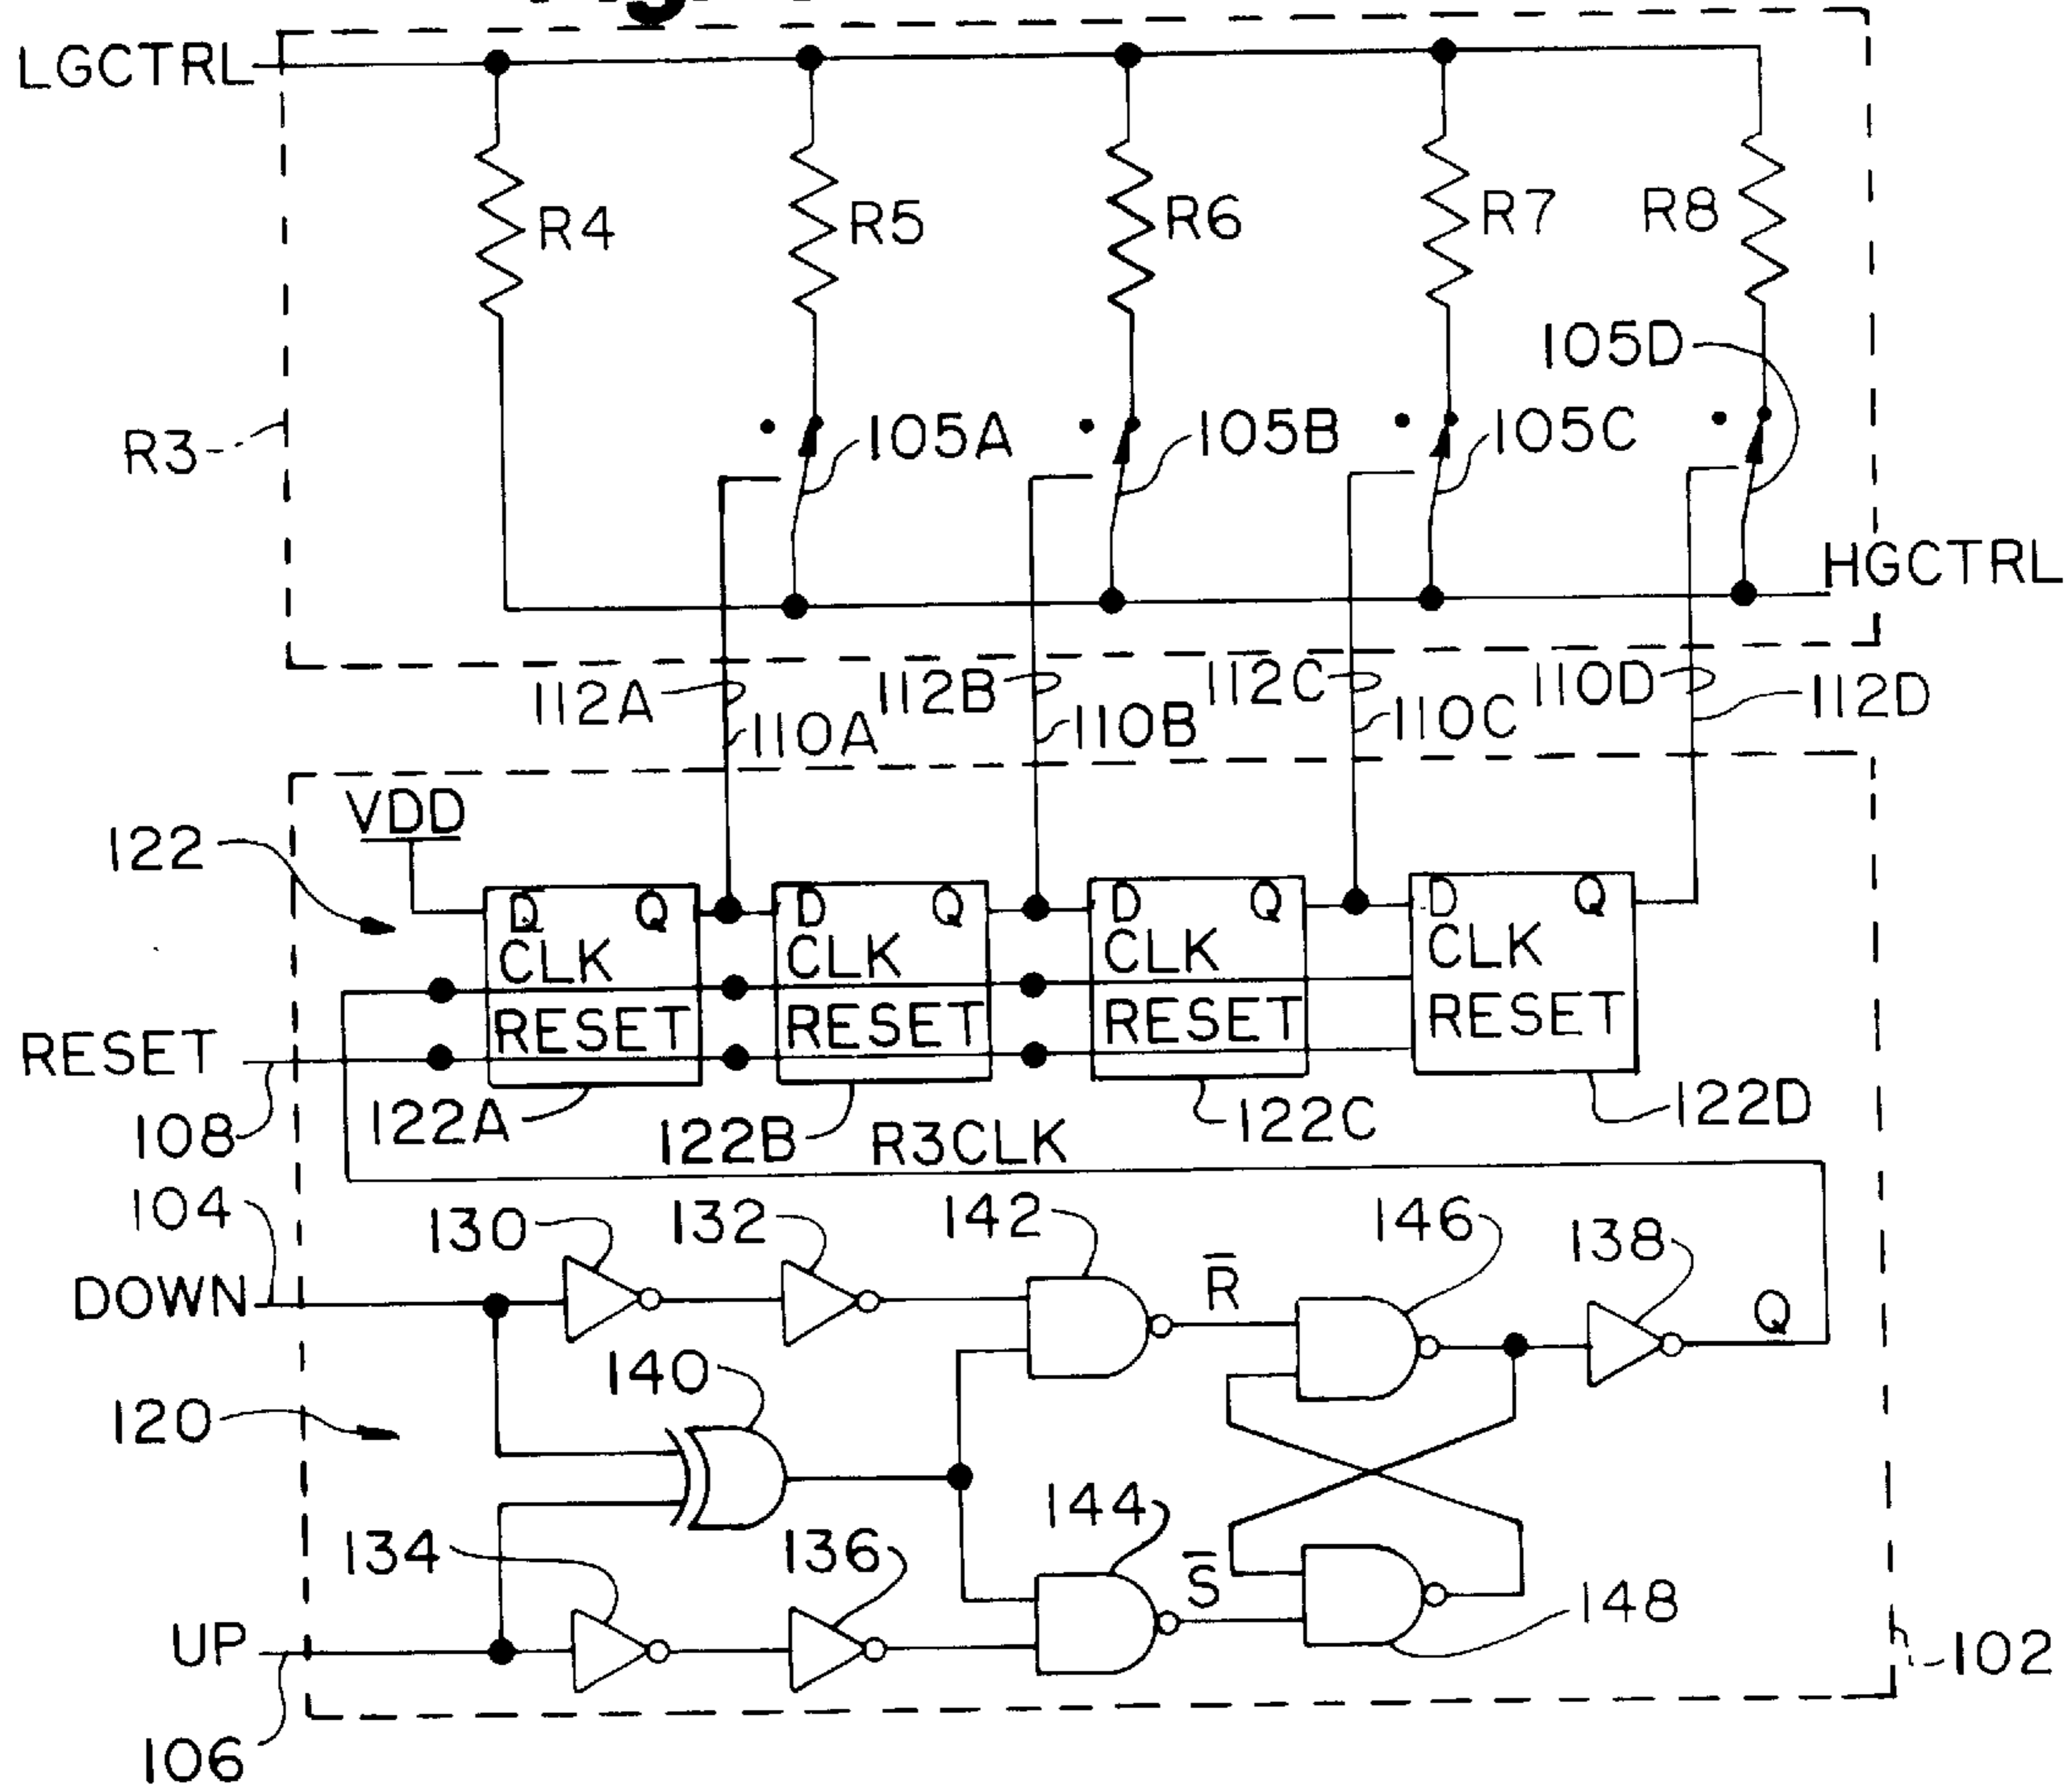 LGCTRL
R4
R5
R6
R7
R8
105D
R3
105A
105B
105C
HGCTRL
112A
112B
112C
110D
110A
110B
110C
112D
VDD
122
D Q
D Q
D Q
D Q
CLK
CLK
CLK
CLK
RESET
RESET
RESET
RESET
RESET
108
122A
122B
R3CLK
122C
122D
104
130
132
142
146
138
DOWN
R̅
Q
140
120
144
134
136
S̅
148
UP
102
106